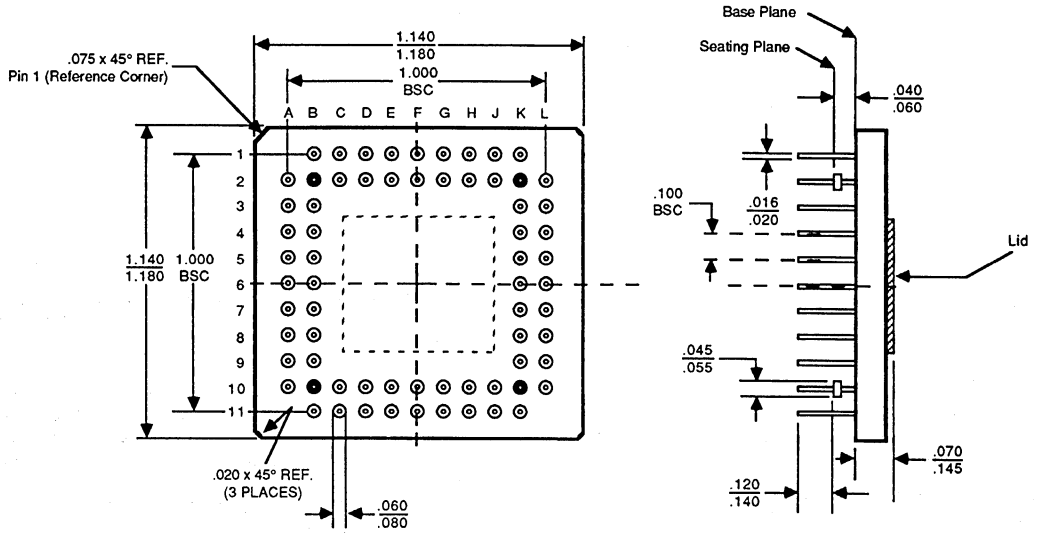 Base Plane
Seating Plane
.075 x 45° REF.
Pin 1 (Reference Corner)
1.140
1.180
1.000
BSC
.040
.060
A B C D E F G H J K L
1
2
3
4
5
6
7
8
9
10
11
1.140
1.180
1.000
BSC
.100
BSC
.016
.020
Lid
.045
.055
.070
.145
.120
.140
.020 x 45° REF.
(3 PLACES)
.060
.080